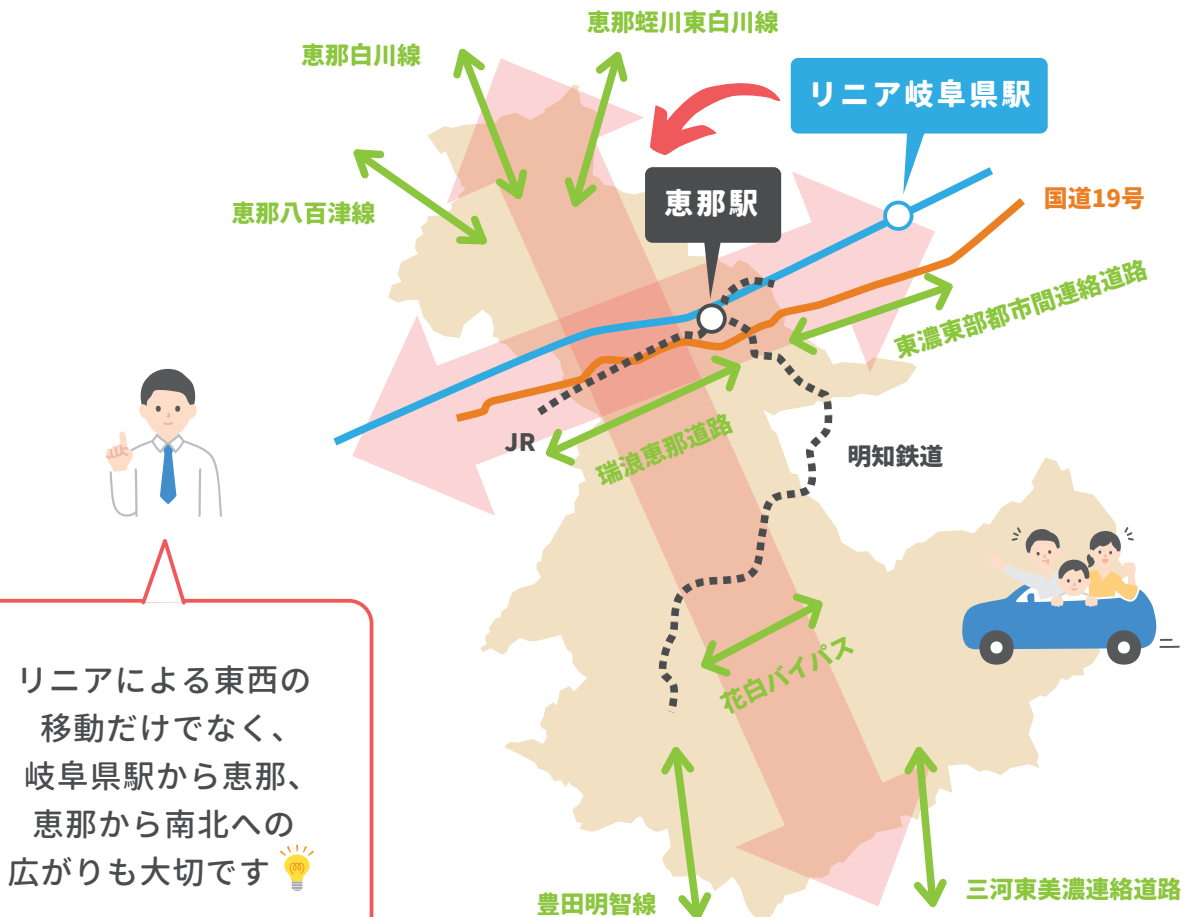 恵那蛭川東白川線
恵那白川線
リニア岐阜県駅
恵那八百津線
恵那駅
国道19号
東濃東部都市間連絡道路
JR
瑞浪恵那道路
明知鉄道
花白バイパス
リニアによる東西の
移動だけでなく、
岐阜県駅から恵那、
恵那から南北への
広がりも大切です
豊田明智線
三河東美濃連絡道路